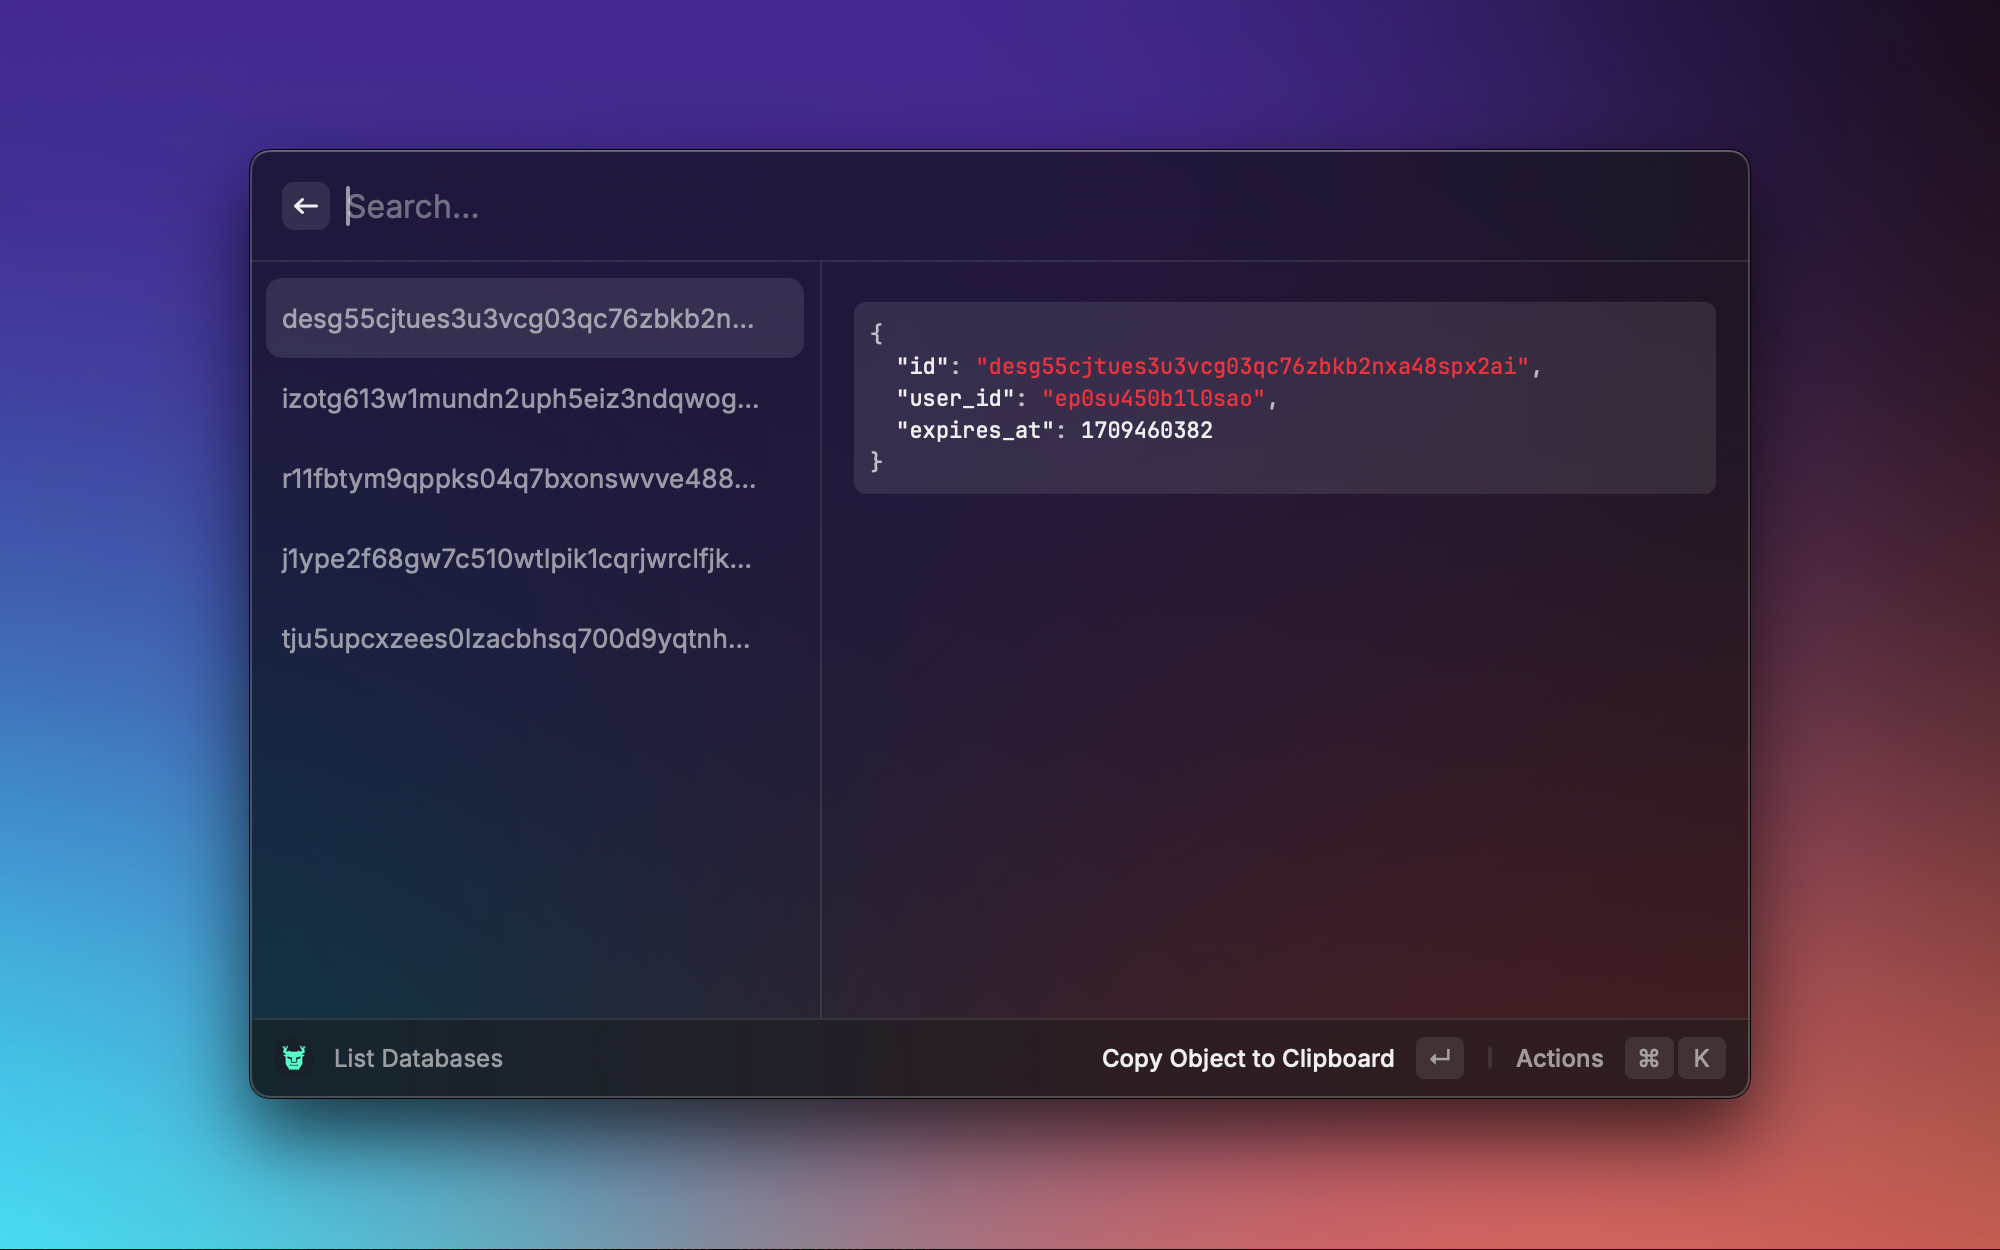 Search...
desg55cjtues3u3vcg03qc76zbkb2n...
izotg613w1mundn2uph5eiz3ndqwog...
r11fbtym9qppks04q7bxonswvve488...
j1ype2f68gw7c510wtlpik1cqrjwrclfjk...
tju5upcxzees0lzacbhsq700d9yqtnh...
{
"id": "desg55cjtues3u3vcg03qc76zbkb2nxa48spx2ai",
"user_id": "ep0su450b1l0sao",
"expires_at": 1709460382
}
List Databases
Copy Object to Clipboard ↵ | Actions ⌘ K